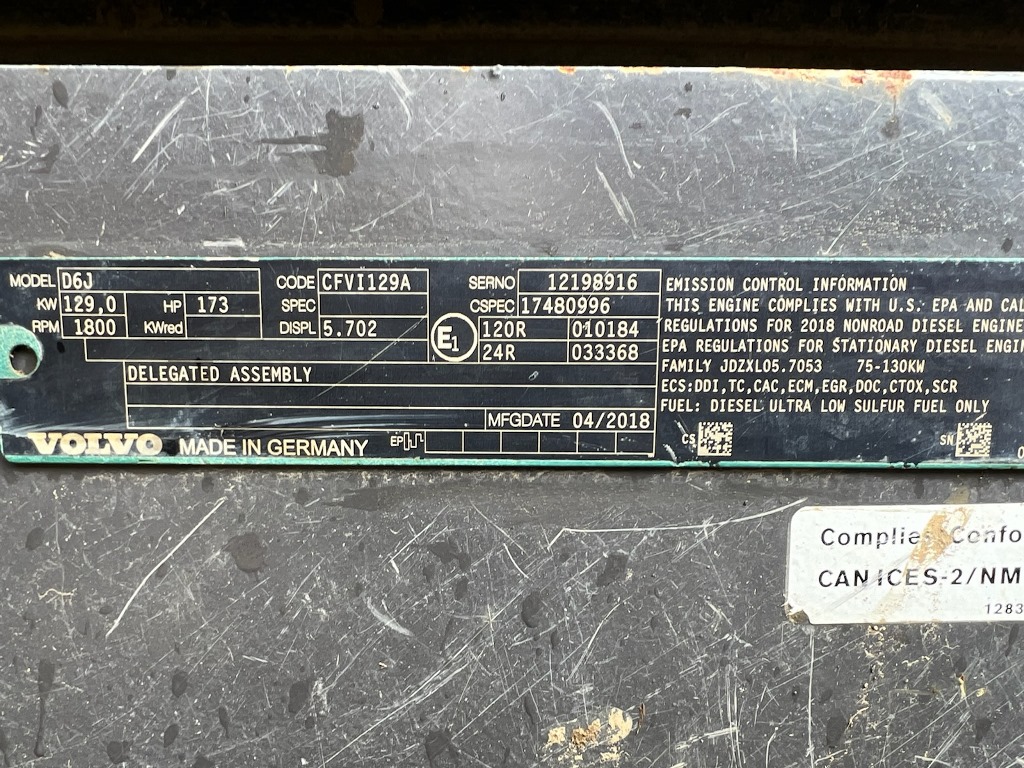 MODEL D6J CODE CFVI129A SERNO 12198916
KW 129,0 HP 173 SPEC CSPEC 17480996
RPM 1800 KWred DISPL 5.702 E1 120R 010184
24R 033368
DELEGATED ASSEMBLY
MFGDATE 04/2018
VOLVO MADE IN GERMANY EP
EMISSION CONTROL INFORMATION
THIS ENGINE COMPLIES WITH U.S. EPA AND CAL
REGULATIONS FOR 2018 NONROAD DIESEL ENGINE
EPA REGULATIONS FOR STATIONARY DIESEL ENGIN
FAMILY JDZXL05.7053 75-130KW
ECS:DDI,TC,CAC,ECM,EGR,DOC,CTOX,SCR
FUEL: DIESEL ULTRA LOW SULFUR FUEL ONLY
CS SN
Complies Confo
CAN ICES-2/NM
1283